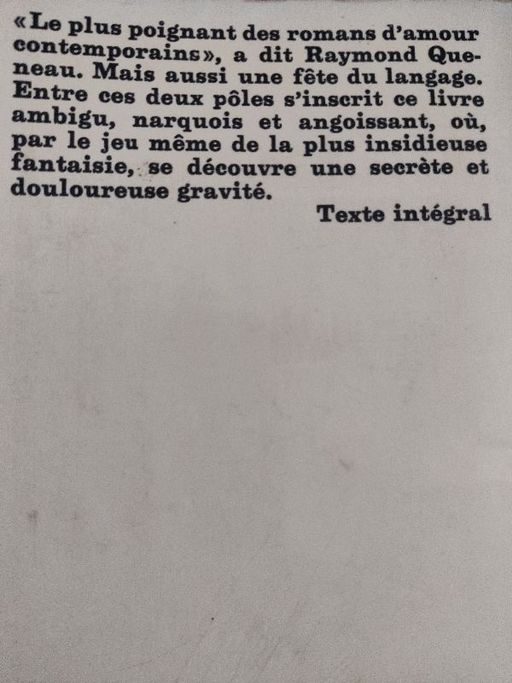 «Le plus poignant des romans d'amour
contemporains», a dit Raymond Que-
neau. Mais aussi une fête du langage.
Entre ces deux pôles s'inscrit ce livre
ambigu, narquois et angoissant, où,
par le jeu même de la plus insidieuse
fantaisie, se découvre une secrète et
douloureuse gravité.
Texte intégral